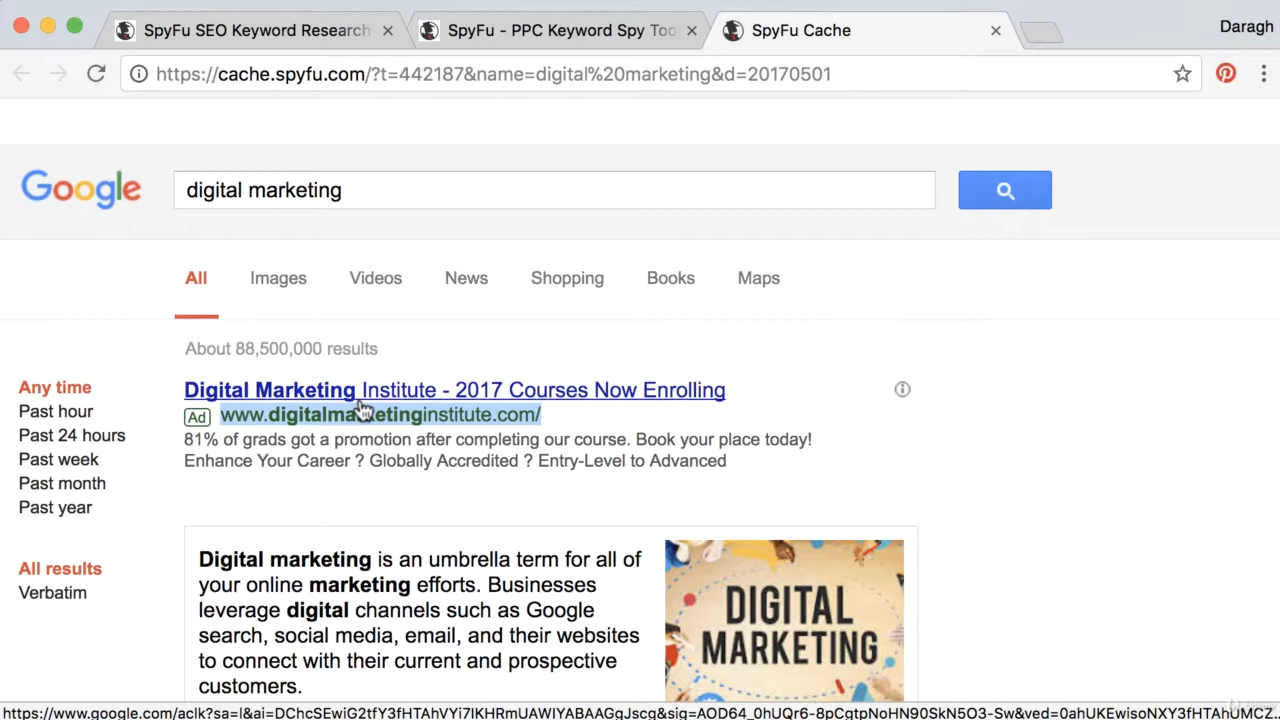 SpyFu SEO Keyword Research
SpyFu - PPC Keyword Spy Too
SpyFu Cache
Daragh
https://cache.spyfu.com/?t=442187&name=digital%20marketing&d=20170501
Google
digital marketing
All
Images
Videos
News
Shopping
Books
Maps
About 88,500,000 results
Any time
Past hour
Past 24 hours
Past week
Past month
Past year
All results
Verbatim
Digital Marketing Institute - 2017 Courses Now Enrolling
Ad www.digitalmarketinginstitute.com/
81% of grads got a promotion after completing our course. Book your place today!
Enhance Your Career ? Globally Accredited ? Entry-Level to Advanced
Digital marketing is an umbrella term for all of
your online marketing efforts. Businesses
leverage digital channels such as Google
search, social media, email, and their websites
to connect with their current and prospective
customers.
DIGITAL
MARKETING